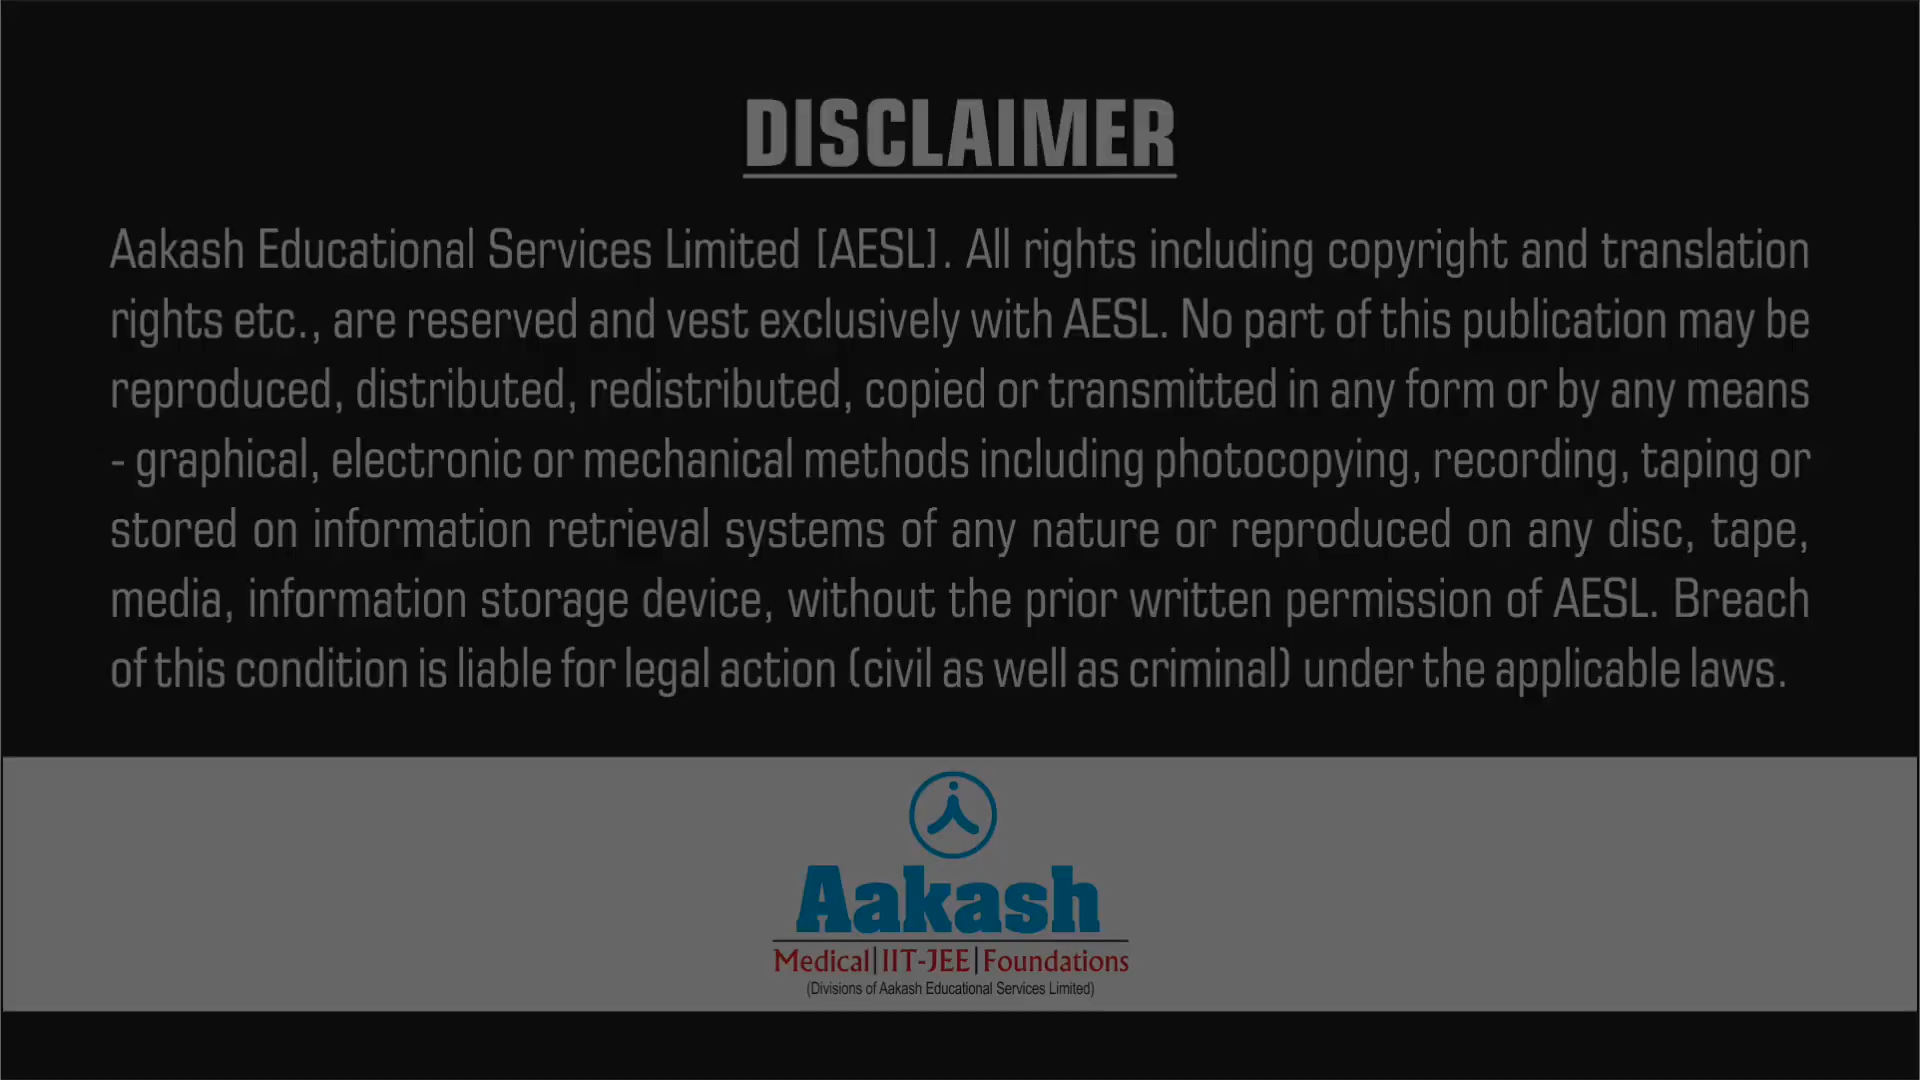 DISCLAIMER
Aakash Educational Services Limited [AESL]. All rights including copyright and translation
rights etc., are reserved and vest exclusively with AESL. No part of this publication may be
reproduced, distributed, redistributed, copied or transmitted in any form or by any means
- graphical, electronic or mechanical methods including photocopying, recording, taping or
stored on information retrieval systems of any nature or reproduced on any disc, tape,
media, information storage device, without the prior written permission of AESL. Breach
of this condition is liable for legal action (civil as well as criminal) under the applicable laws.
Aakash
Medical|IIT-JEE|Foundations
(Divisions of Aakash Educational Services Limited)